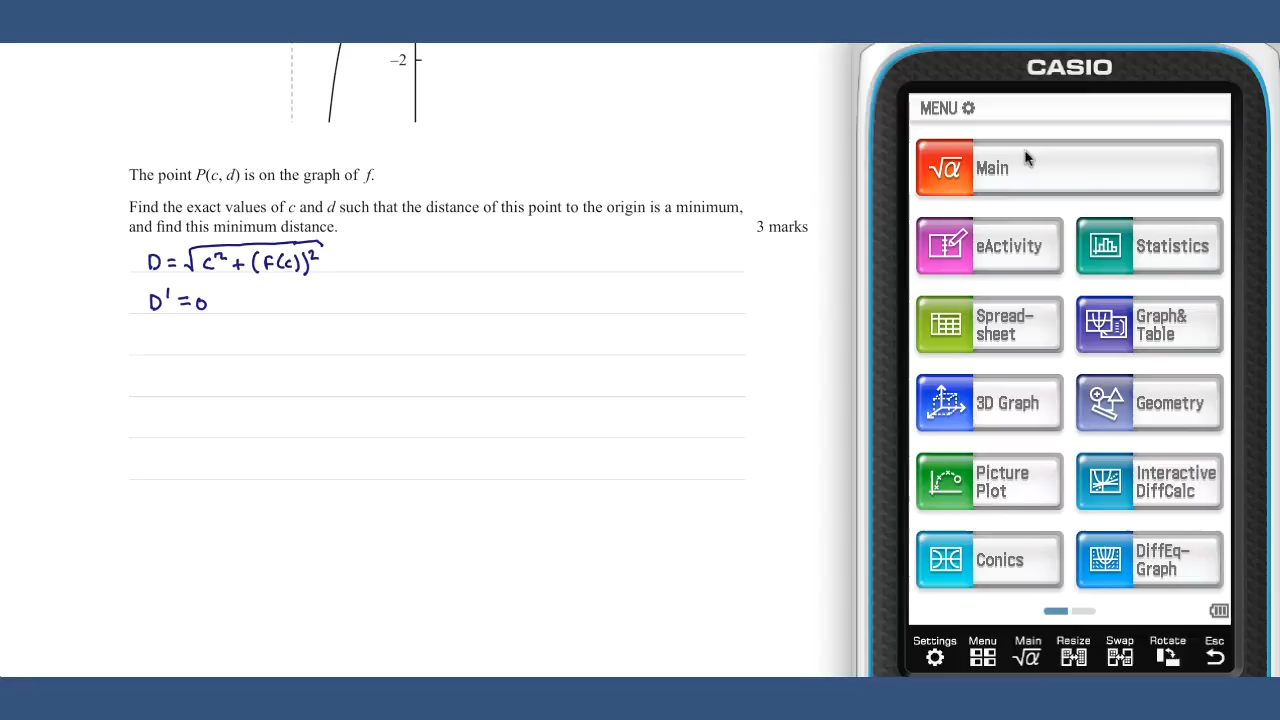 –2
The point P(c, d) is on the graph of f.
Find the exact values of c and d such that the distance of this point to the origin is a minimum,
and find this minimum distance.
3 marks
D = √(c² + (f(c))²)
D' = 0
CASIO
MENU
Main
eActivity
Statistics
Spread-
sheet
Graph&
Table
3D Graph
Geometry
Picture
Plot
Interactive
DiffCalc
Conics
DiffEq-
Graph
Settings Menu Main Resize Swap Rotate Esc